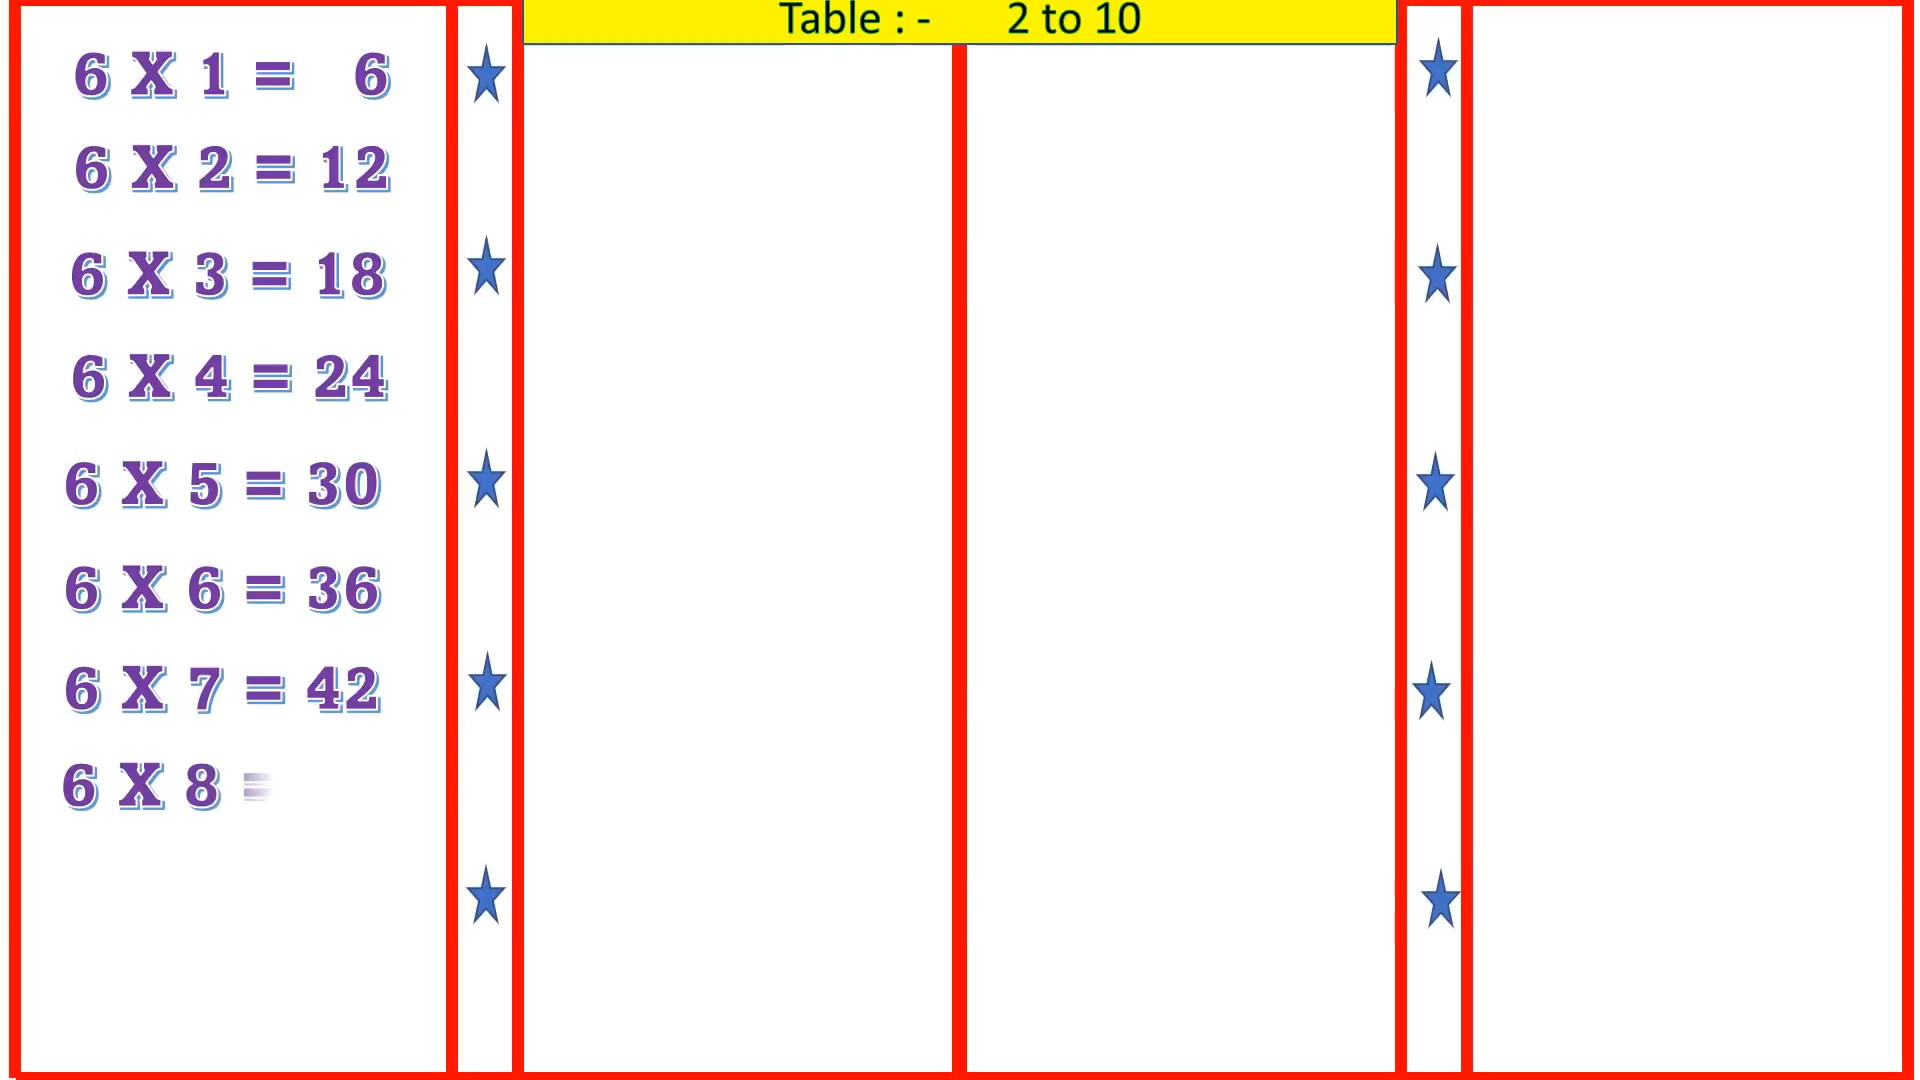 Table : - 2 to 10
6 X 1 = 6
6 X 2 = 12
6 X 3 = 18
6 X 4 = 24
6 X 5 = 30
6 X 6 = 36
6 X 7 = 42
6 X 8 =